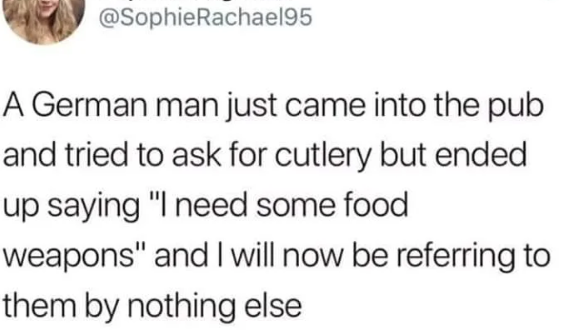 @SophieRachael95
A German man just came into the pub
and tried to ask for cutlery but ended
up saying "I need some food
weapons" and I will now be referring to
them by nothing else